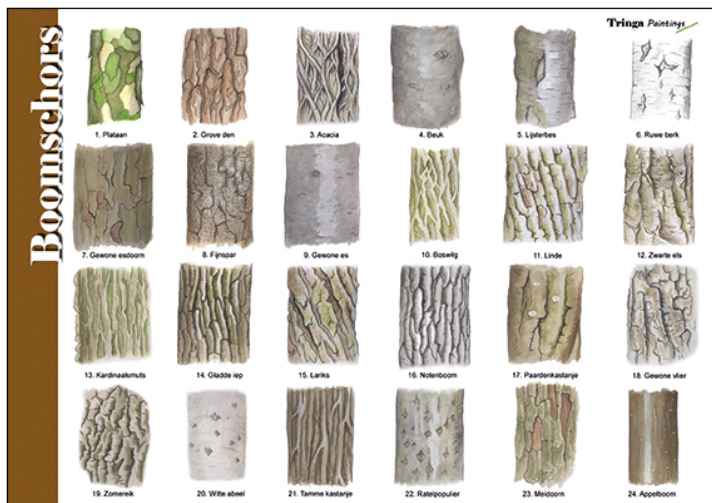 Boomschors
Tringa Paintings
1. Plataan
2. Grove den
3. Acacia
4. Beuk
5. Lijsterbes
6. Ruwe berk
7. Gewone esdoorn
8. Fijnspar
9. Gewone es
10. Boswilg
11. Linde
12. Zwarte els
13. Kardinaalsmuts
14. Gladde iep
15. Lariks
16. Notenboom
17. Paardenkastanje
18. Gewone vlier
19. Zomereik
20. Witte abeel
21. Tamme kastanje
22. Ratelpopulier
23. Meidoorn
24. Appelboom